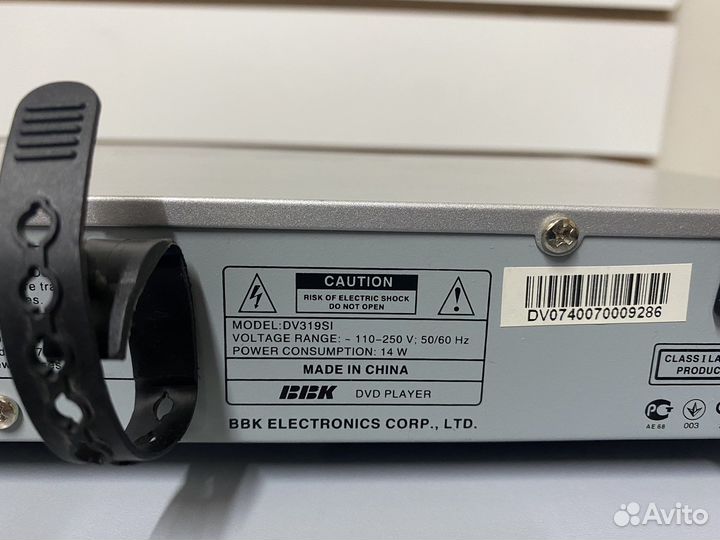 CAUTION
RISK OF ELECTRIC SHOCK
DO NOT OPEN
MODEL: DV319SI
VOLTAGE RANGE: ~ 110-250 V; 50/60 Hz
POWER CONSUMPTION: 14 W
MADE IN CHINA
BBK DVD PLAYER
BBK ELECTRONICS CORP., LTD.
DV0740070009286
CLASS I LA
PRODUC
AE 68
003
Avito